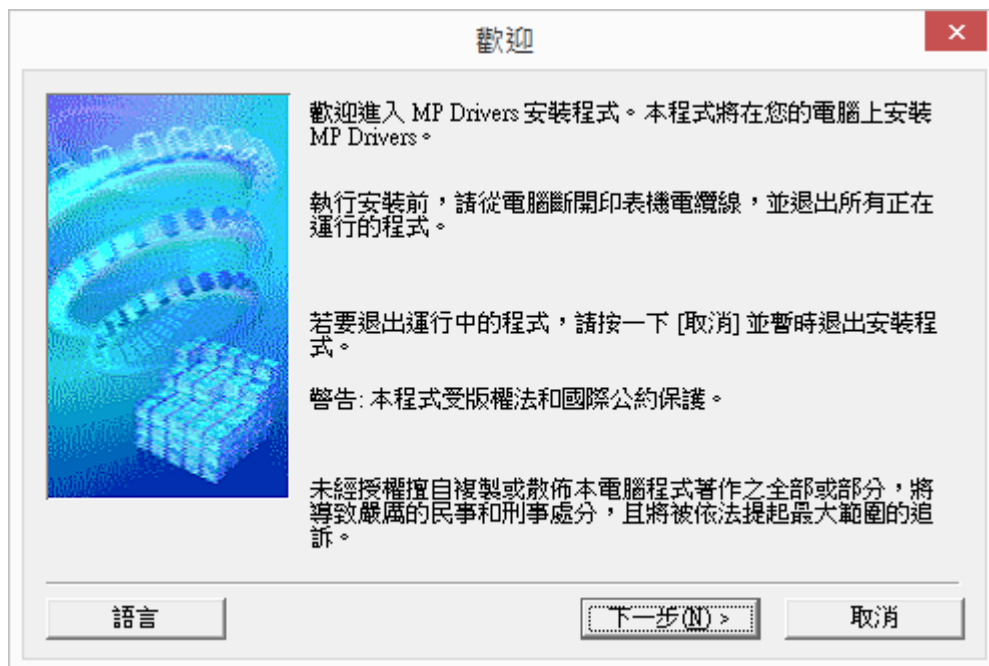 歡迎
歡迎進入 MP Drivers 安裝程式。本程式將在您的電腦上安裝
MP Drivers。
執行安裝前，請從電腦斷開印表機電纜線，並退出所有正在
運行的程式。
若要退出運行中的程式，請按一下 [取消] 並暫時退出安裝程
式。
警告: 本程式受版權法和國際公約保護。
未經授權擅自複製或散佈本電腦程式著作之全部或部分，將
導致嚴厲的民事和刑事處分，且將被依法提起最大範圍的追
訴。
語言
下一步(N) >
取消